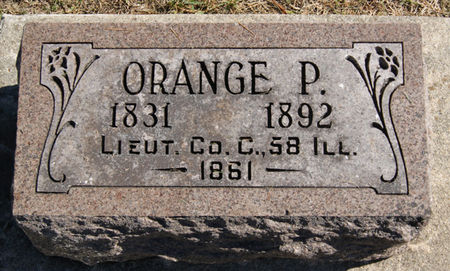 ORANGE P.
1831 1892
LIEUT. CO. C., 58 ILL.
— 1861 —